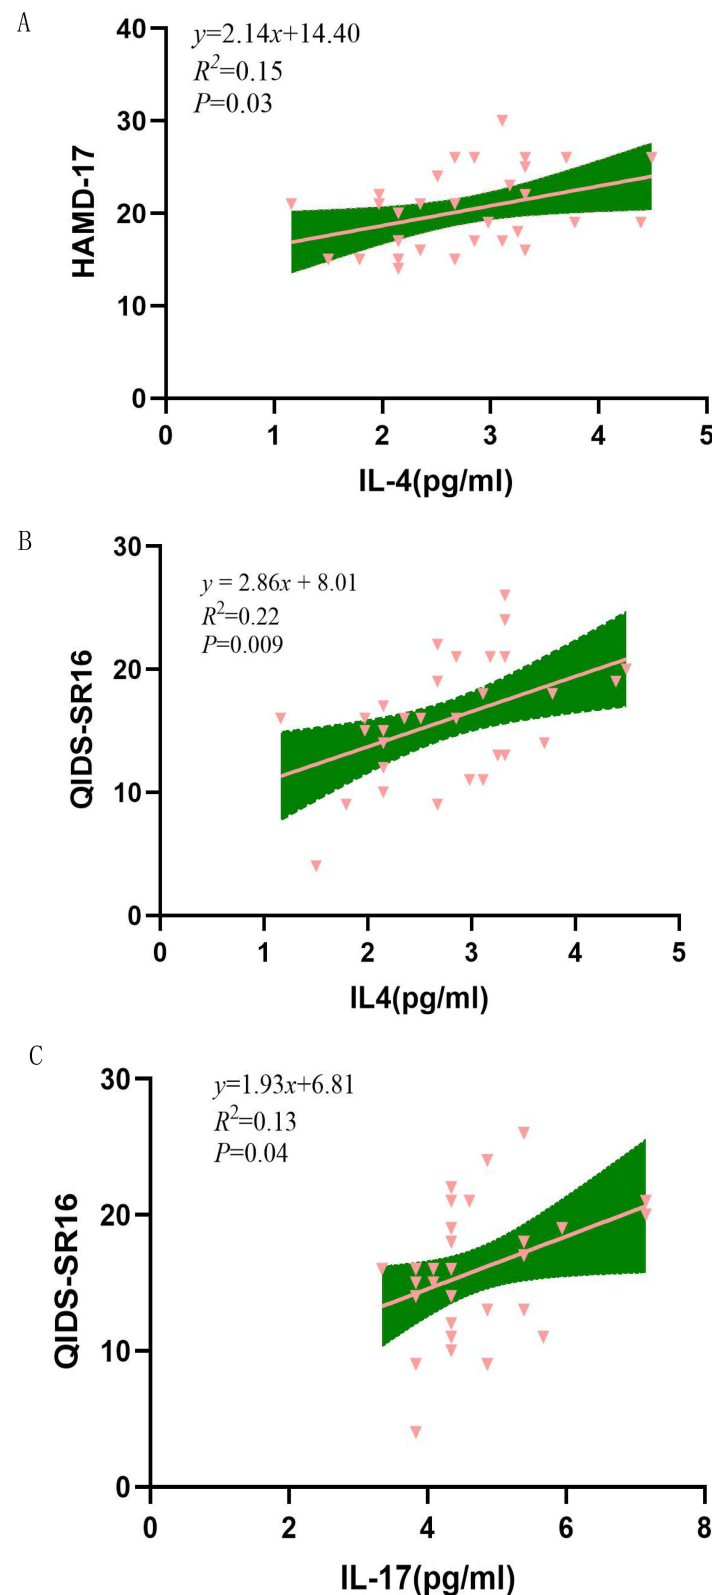 A
y=2.14x+14.40
R²=0.15
P=0.03
40
30
20
10
0
HAMD-17
0 1 2 3 4 5
IL-4(pg/ml)
B
y = 2.86x + 8.01
R²=0.22
P=0.009
30
20
10
0
QIDS-SR16
0 1 2 3 4 5
IL4(pg/ml)
C
y=1.93x+6.81
R²=0.13
P=0.04
30
20
10
0
QIDS-SR16
0 2 4 6 8
IL-17(pg/ml)